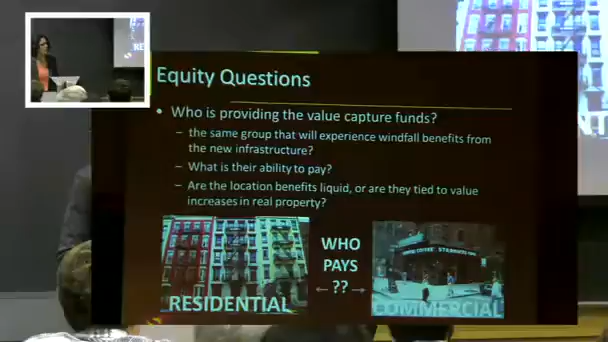 Equity Questions
• Who is providing the value capture funds?
– the same group that will experience windfall benefits from
the new infrastructure?
– What is their ability to pay?
– Are the location benefits liquid, or are they tied to value
increases in real property?
WHO
PAYS
←??→
RESIDENTIAL
COMMERCIAL
STARBUCKS
RE